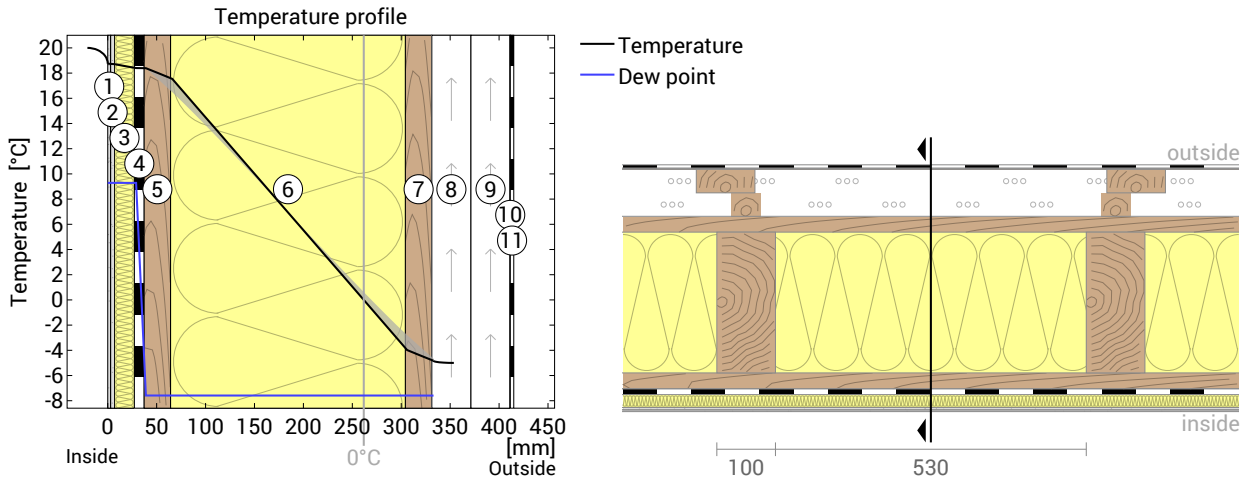 Temperature profile
Temperature [°C]
20
18
16
14
12
10
8
6
4
2
0
-2
-4
-6
-8
1
2
3
4
5
6
7
8
9
10
11
0 50 100 150 200 250 300 350 400 450
[mm]
Inside
0°C
Outside
Temperature
Dew point
outside
inside
100 530